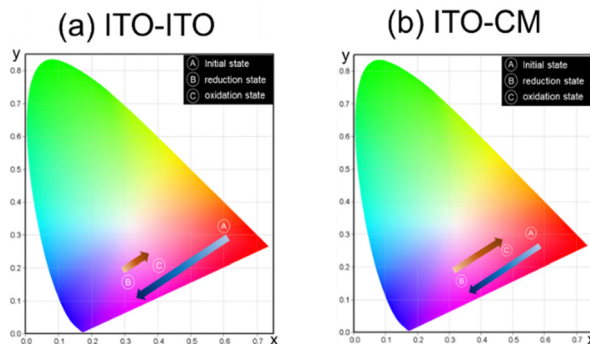 (a) ITO-ITO
y
A Initial state
B reduction state
C oxidation state
0.8
0.7
0.6
0.5
0.4
0.3
0.2
0.1
0.0
A
C
B
0.0 0.1 0.2 0.3 0.4 0.5 0.6 0.7 x
(b) ITO-CM
y
A Initial state
B reduction state
C oxidation state
0.8
0.7
0.6
0.5
0.4
0.3
0.2
0.1
0.0
A
C
B
0.0 0.1 0.2 0.3 0.4 0.5 0.6 0.7 x